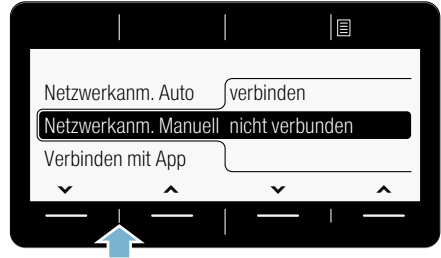 Netzwerkanm. Auto verbinden
Netzwerkanm. Manuell nicht verbunden
Verbinden mit App